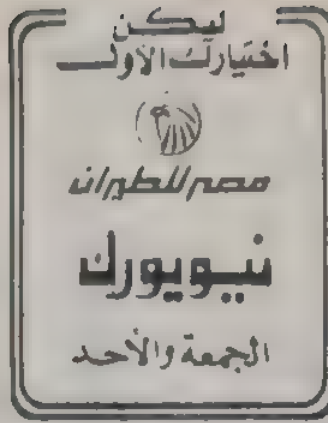 ليكن
اختيارك الأول
مصر للطيران
نيويورك
الجمعة والأحد